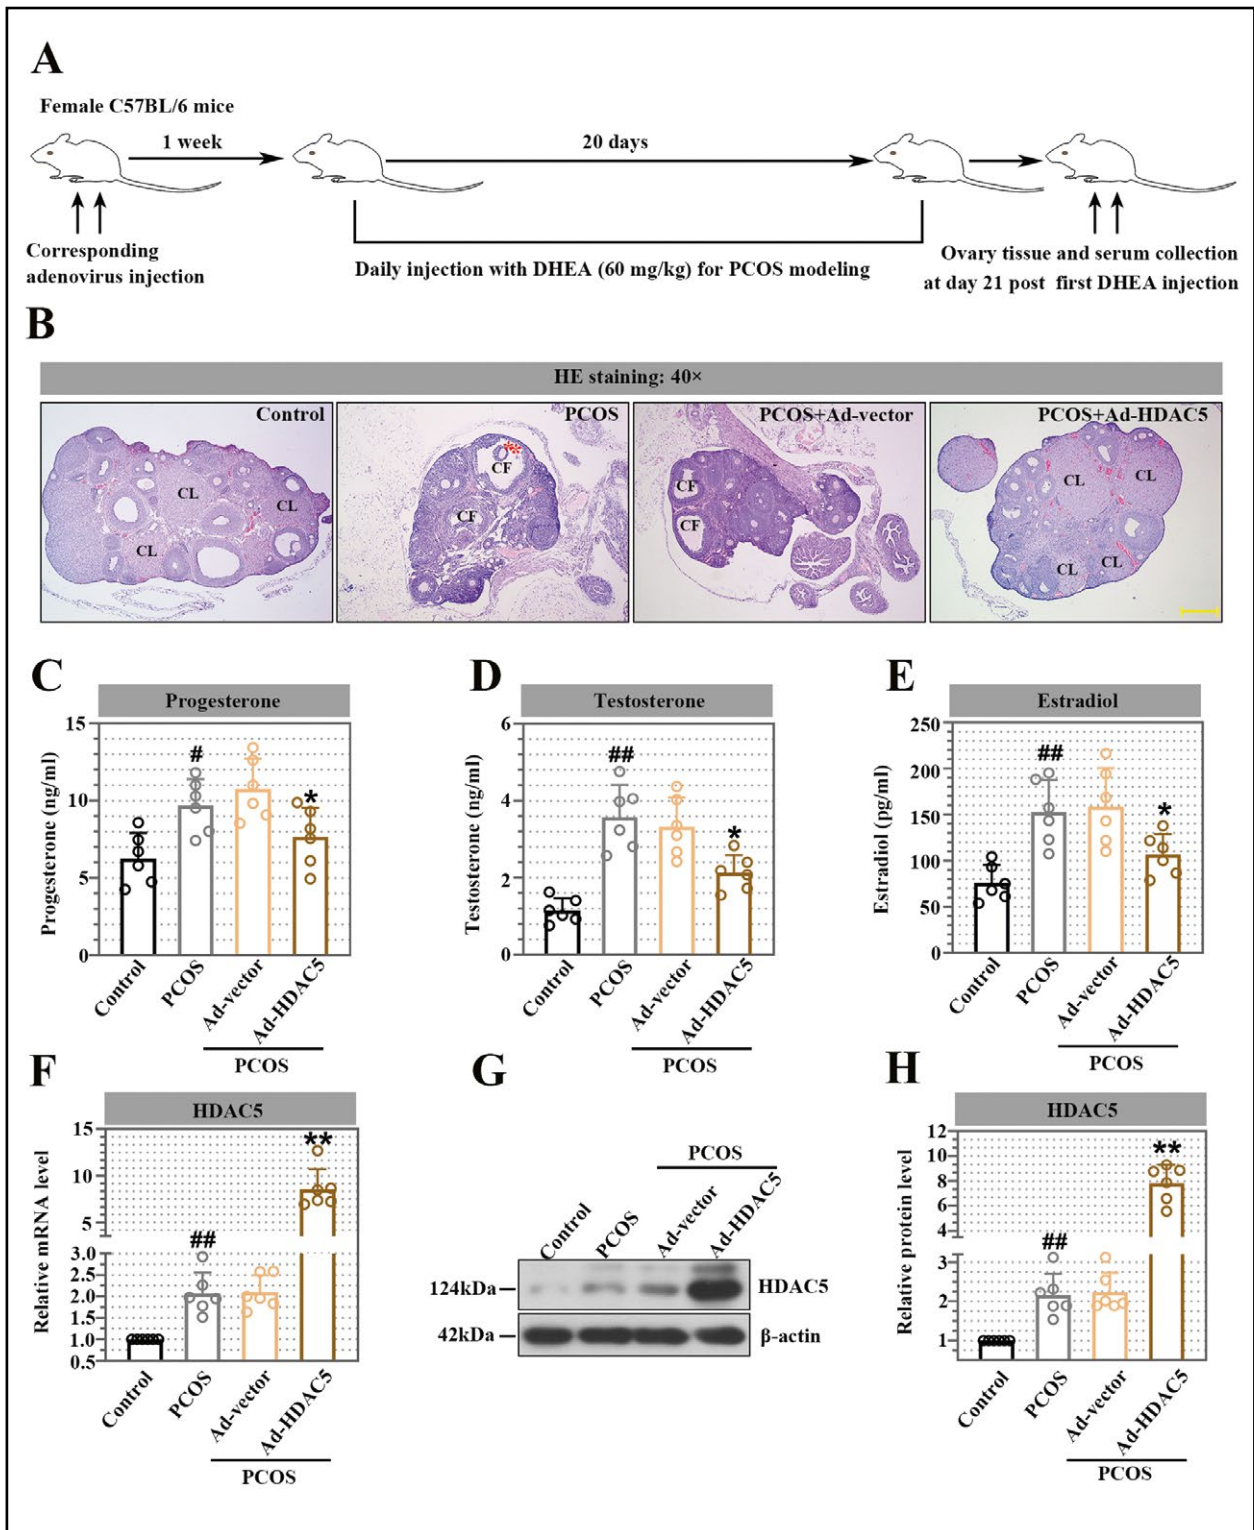 A
Female C57BL/6 mice
1 week
20 days
Corresponding
adenovirus injection
Daily injection with DHEA (60 mg/kg) for PCOS modeling
Ovary tissue and serum collection
at day 21 post first DHEA injection
B
HE staining: 40×
Control
PCOS
PCOS+Ad-vector
PCOS+Ad-HDAC5
CL
CL
CL
**
CF
CF
CF
CF
CL
CL
CL
CL
C
Progesterone
Progesterone (ng/ml)
15
10
5
0
#
*
Control
PCOS
Ad-vector
Ad-HDAC5
PCOS
D
Testosterone
Testosterone (ng/ml)
6
4
2
0
##
*
Control
PCOS
Ad-vector
Ad-HDAC5
PCOS
E
Estradiol
Estradiol (pg/ml)
250
200
150
100
50
0
##
*
Control
PCOS
Ad-vector
Ad-HDAC5
PCOS
F
HDAC5
Relative mRNA level
15
10
5
3.0
2.5
2.0
1.0
0.5
##
**
Control
PCOS
Ad-vector
Ad-HDAC5
PCOS
G
PCOS
Control
PCOS
Ad-vector
Ad-HDAC5
124kDa
HDAC5
42kDa
β-actin
H
HDAC5
Relative protein level
12
10
8
6
4
3
2
1
##
**
Control
PCOS
Ad-vector
Ad-HDAC5
PCOS